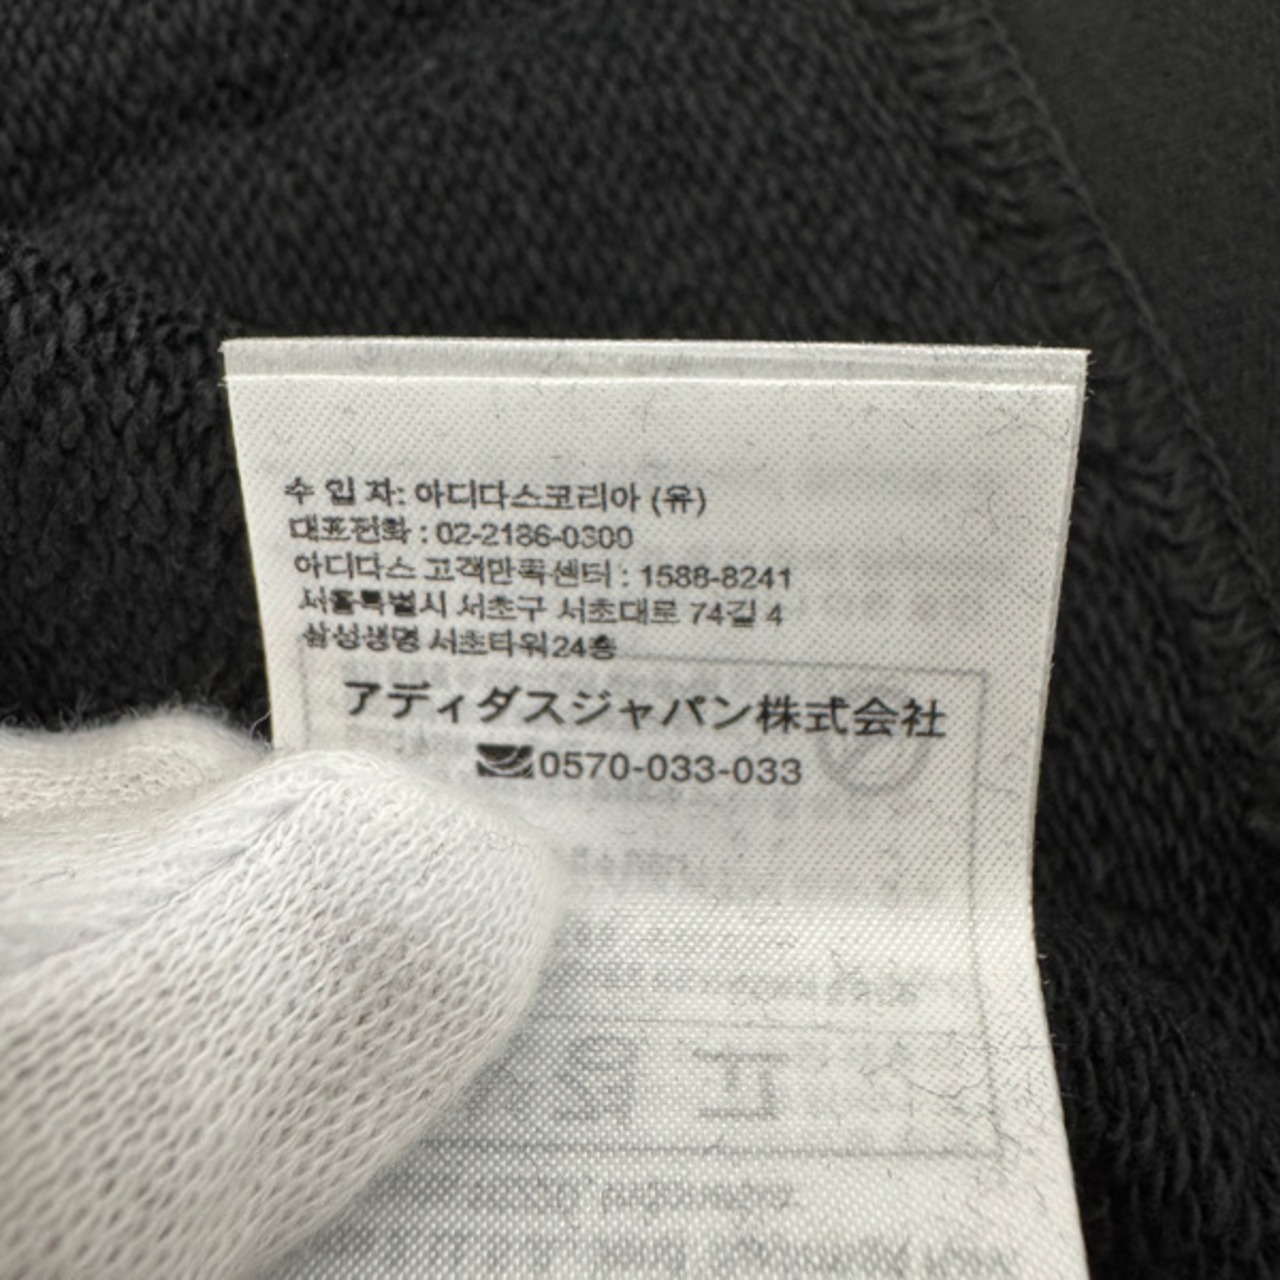 수 입 자: 아디다스코리아 (유)
대표전화 : 02-2186-0300
아디다스 고객만족센터 : 1588-8241
서울특별시 서초구 서초대로 74길 4
삼성생명 서초타워24층
アディダスジャパン株式会社
0570-033-033